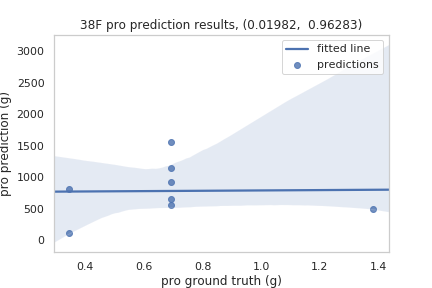 38F pro prediction results, (0.01982,  0.96283)
fitted line
predictions
pro prediction (g)
3000
2500
2000
1500
1000
500
0
0.4 0.6 0.8 1.0 1.2 1.4
pro ground truth (g)